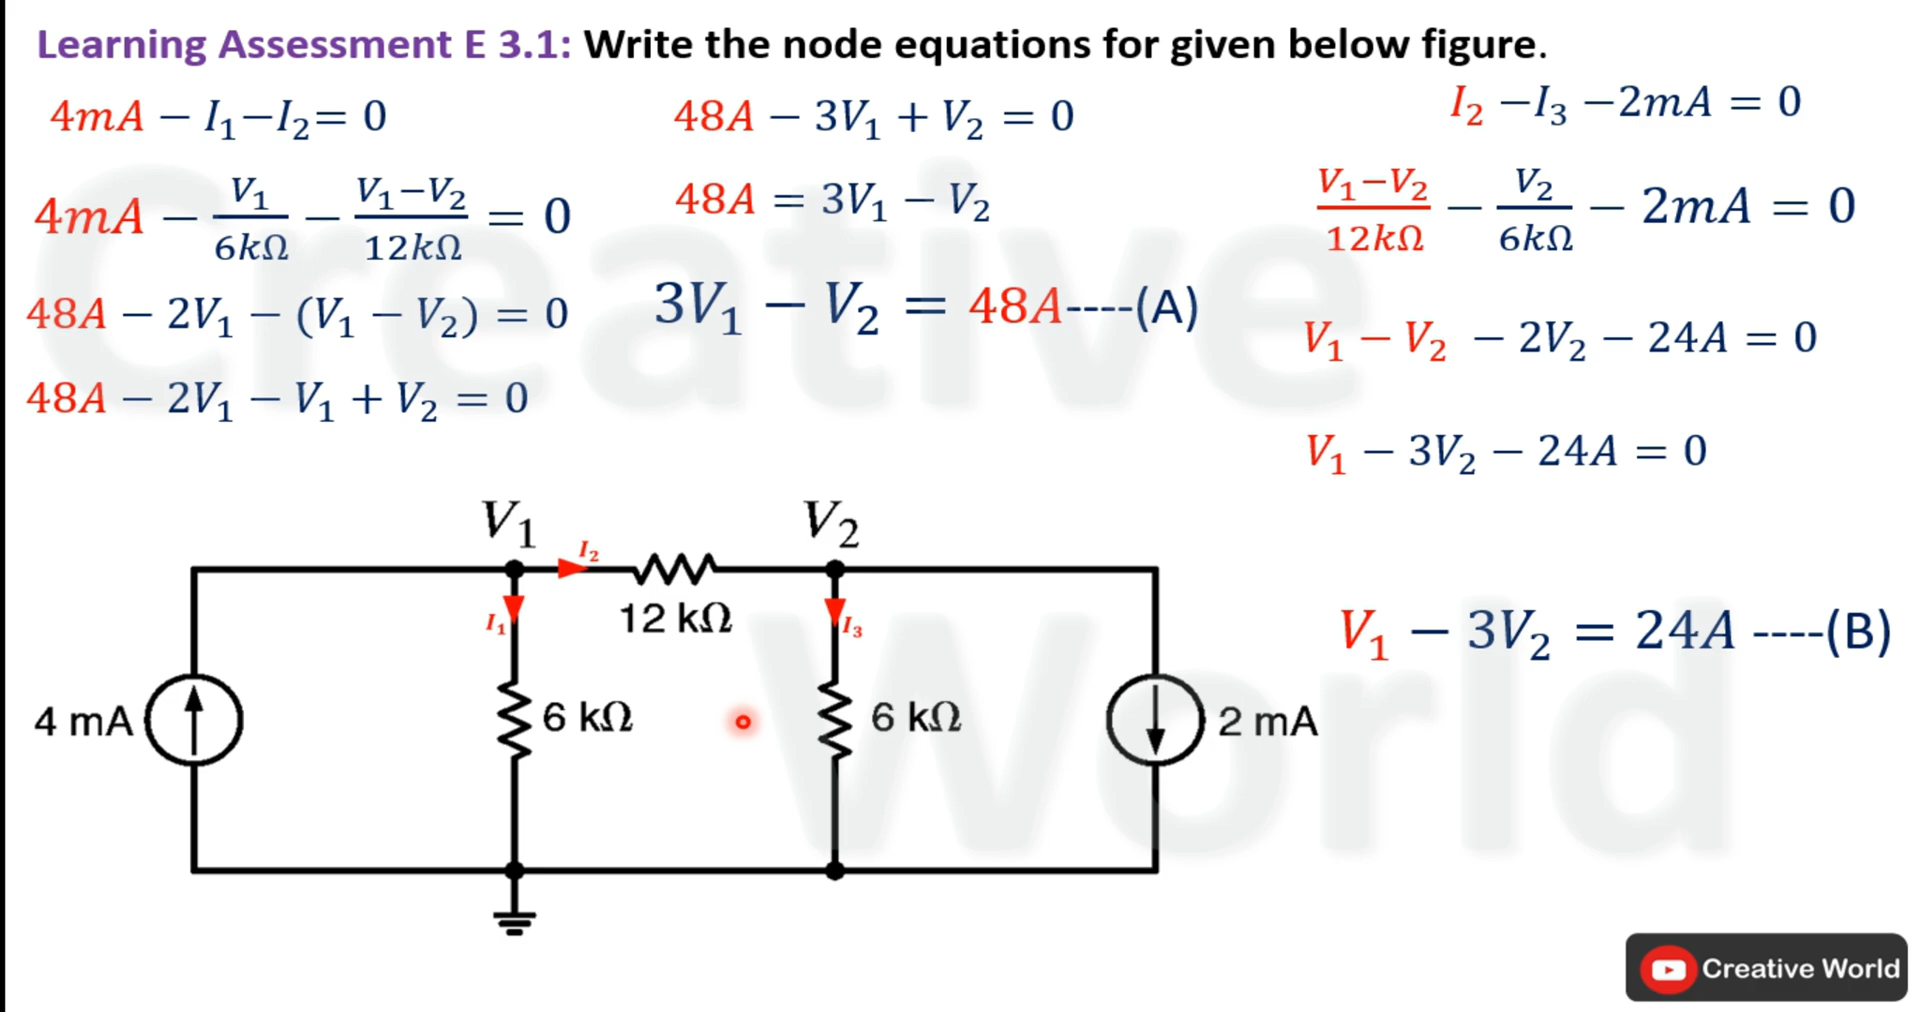 Learning Assessment E 3.1: Write the node equations for given below figure.
4mA − I₁−I₂= 0
4mA − V₁/6kΩ − V₁−V₂/12kΩ = 0
48A − 2V₁ − (V₁ − V₂) = 0
48A − 2V₁ − V₁ + V₂ = 0
48A − 3V₁ + V₂ = 0
48A = 3V₁ − V₂
3V₁ − V₂ = 48A----(A)
I₂ −I₃ −2mA = 0
V₁−V₂/12kΩ − V₂/6kΩ − 2mA = 0
V₁ − V₂ − 2V₂ − 24A = 0
V₁ − 3V₂ − 24A = 0
V₁ − 3V₂ = 24A ----(B)
V₁
V₂
I₂
I₁
12 kΩ
I₃
4 mA
6 kΩ
6 kΩ
2 mA
Creative
World
Creative World